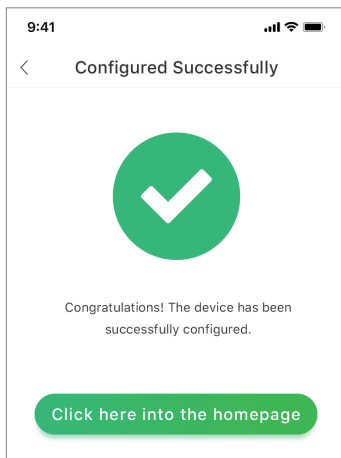 9:41
Configured Successfully
Congratulations! The device has been
successfully configured.
Click here into the homepage